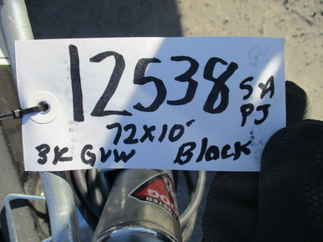 12538 SA
PJ
72x10'
3K GVW Black